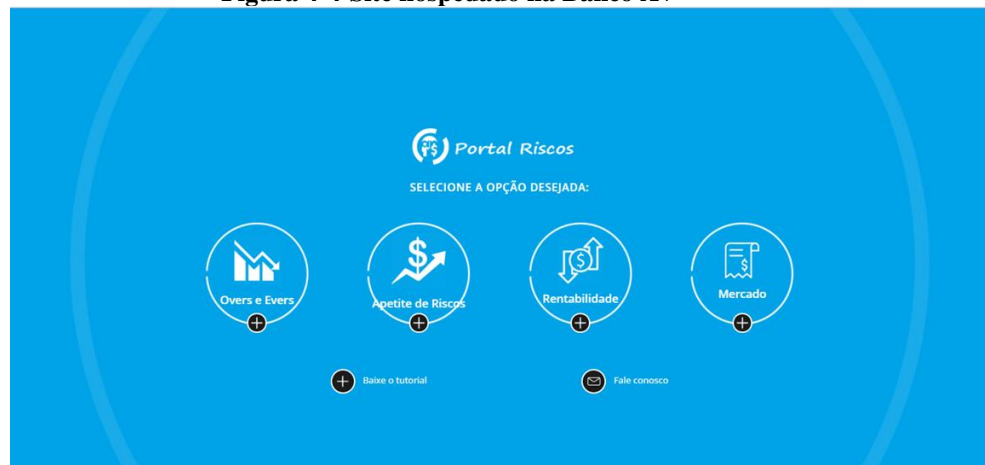 Portal Riscos
SELECIONE A OPÇÃO DESEJADA:
Overs e Evers
Apetite de Riscos
Rentabilidade
Mercado
Baixe o tutorial
Fale conosco